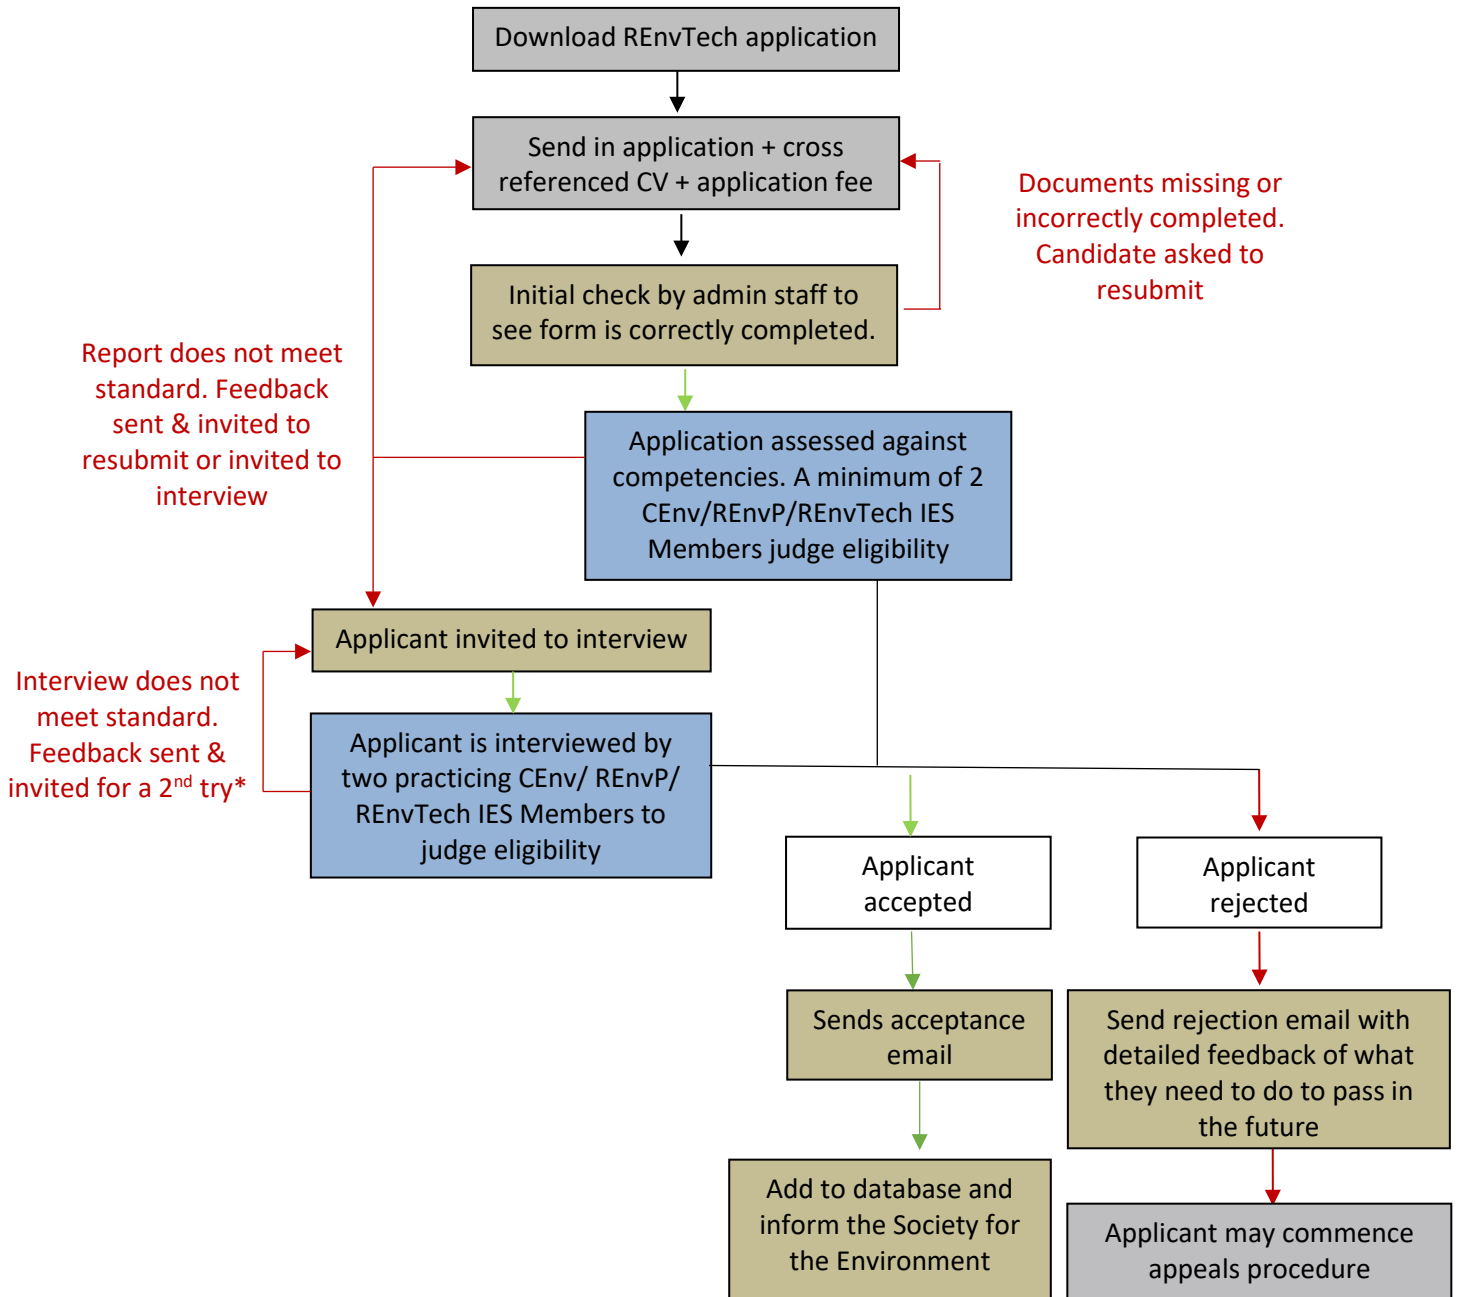 Download REnvTech application
Send in application + cross
referenced CV + application fee
Documents missing or
incorrectly completed.
Candidate asked to
resubmit
Initial check by admin staff to
see form is correctly completed.
Report does not meet
standard. Feedback
sent & invited to
resubmit or invited to
interview
Application assessed against
competencies. A minimum of 2
CEnv/REnvP/REnvTech IES
Members judge eligibility
Applicant invited to interview
Interview does not
meet standard.
Feedback sent &
invited for a 2nd try*
Applicant is interviewed by
two practicing CEnv/ REnvP/
REnvTech IES Members to
judge eligibility
Applicant
accepted
Applicant
rejected
Sends acceptance
email
Send rejection email with
detailed feedback of what
they need to do to pass in
the future
Add to database and
inform the Society for
the Environment
Applicant may commence
appeals procedure